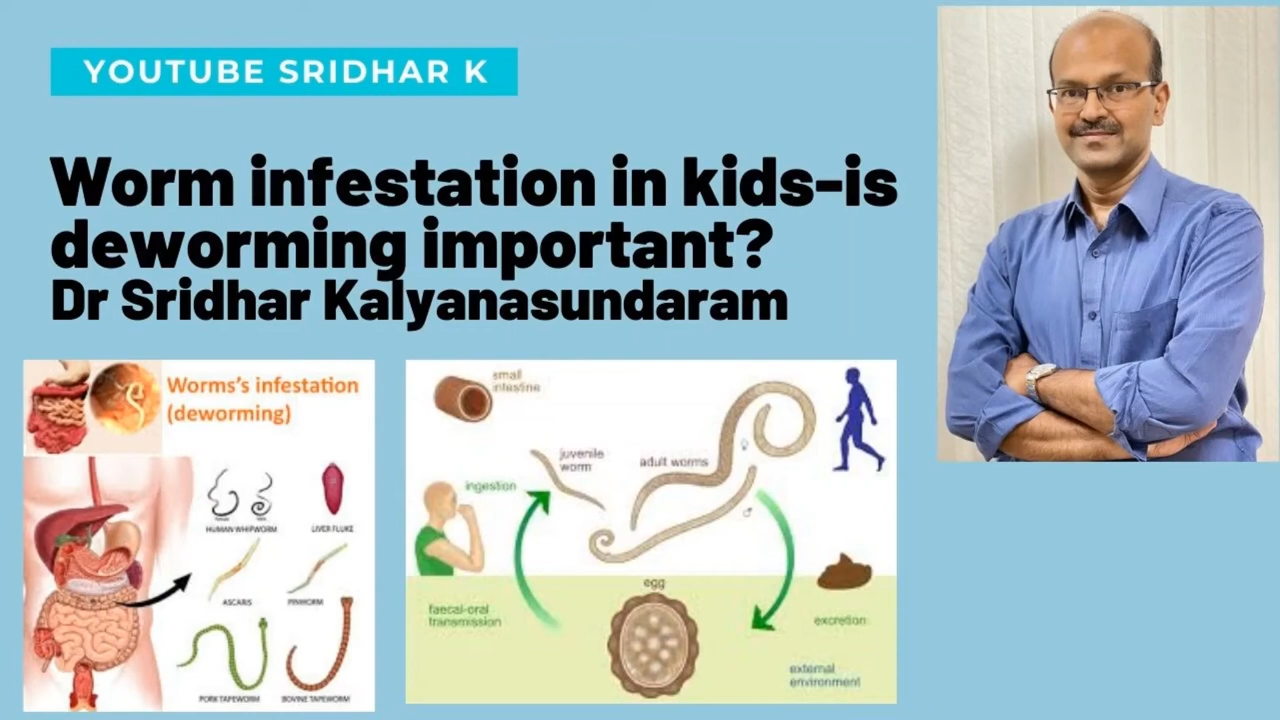 YOUTUBE SRIDHAR K
Worm infestation in kids-is
deworming important?
Dr Sridhar Kalyanasundaram
Worms's infestation
(deworming)
HUMAN WHIPWORM
LIVER FLUKE
ASCARIS
PINWORM
PORK TAPEWORM
BOVINE TAPEWORM
small
intestine
juvenile
worm
adult worms
ingestion
egg
faecal-oral
transmission
excretion
external
environment